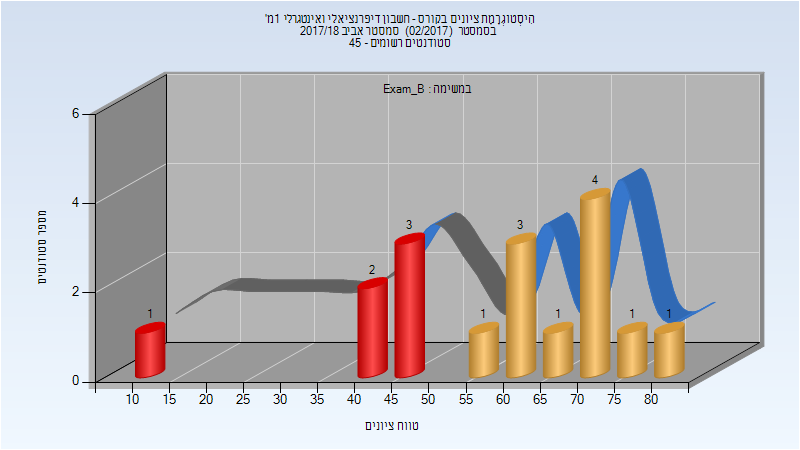 היסטוגרמת ציונים בקורס - חשבון דיפרנציאלי ואינטגרלי 1מ'
בסמסטר (02/2017) סמסטר אביב 2017/18
סטודנטים רשומים - 45
במשימה : Exam_B
מספר סטודנטים
6
4
2
0
1
2
3
1
3
1
4
1
1
10 15 20 25 30 35 40 45 50 55 60 65 70 75 80
טווח ציונים